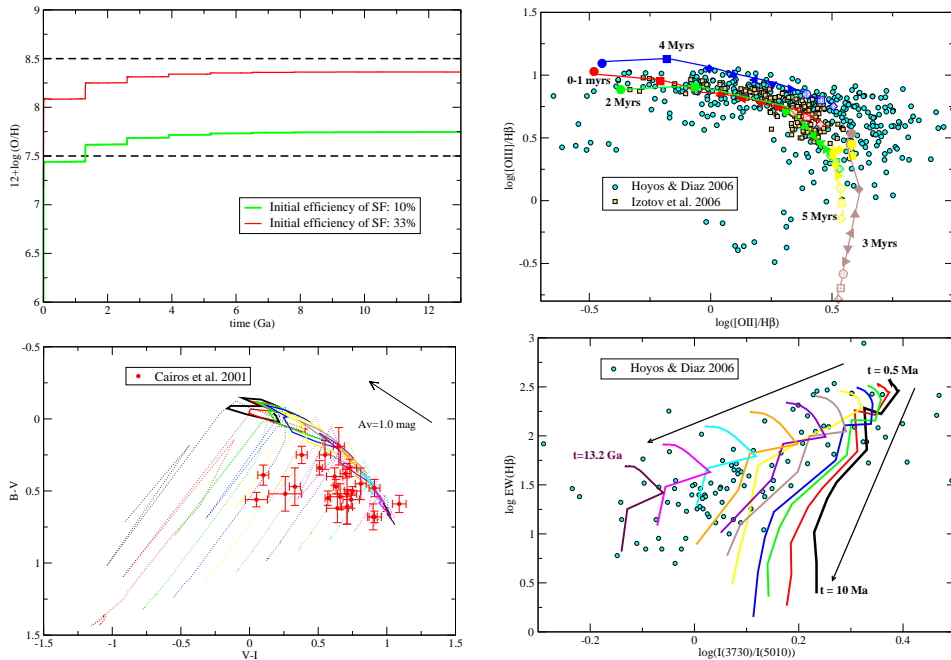 8.5
8
7.5
7
6.5
6
12+log (O/H)
Initial efficiency of SF: 10%
Initial efficiency of SF: 33%
0 2 4 6 8 10 12
time (Ga)
1.5
1
0.5
0
-0.5
log([OIII]/Hβ)
4 Myrs
0-1 myrs
2 Myrs
Hoyos & Diaz 2006
Izotov et al. 2006
5 Myrs
3 Myrs
-0.5 0 0.5
log([OII]/Hβ)
-0.5
0
0.5
1
1.5
B-V
Cairos et al. 2001
Av=1.0 mag
-1.5 -1 -0.5 0 0.5 1 1.5
V-I
3
2.5
2
1.5
1
0.5
0
log EW(Hβ)
Hoyos & Diaz 2006
t = 0.5 Ma
t=13.2 Ga
t = 10 Ma
-0.2 0 0.2 0.4
log(I(3730)/I(5010))